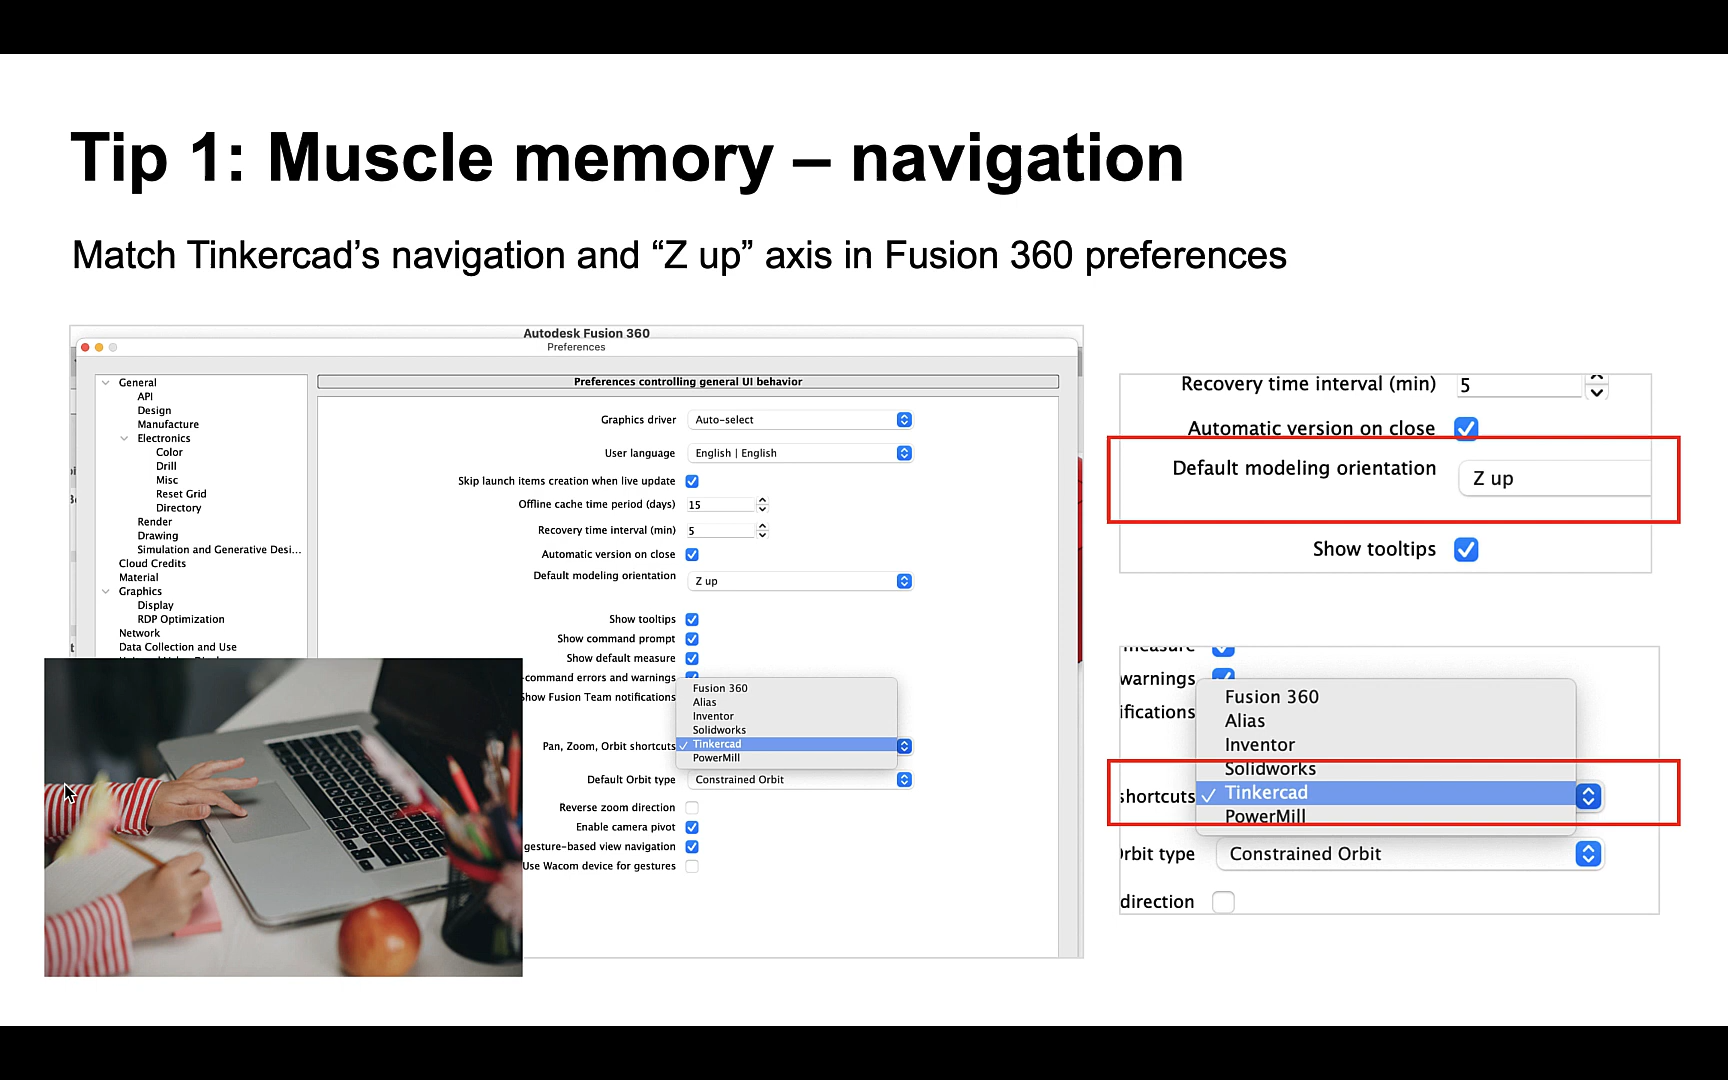 Tip 1: Muscle memory – navigation
Match Tinkercad’s navigation and “Z up” axis in Fusion 360 preferences
Autodesk Fusion 360
Preferences
General
API
Design
Manufacture
Electronics
Color
Drill
Misc
Reset Grid
Directory
Render
Drawing
Simulation and Generative Desi...
Cloud Credits
Material
Graphics
Display
RDP Optimization
Network
Data Collection and Use
Preferences controlling general UI behavior
Graphics driver Auto-select
User language English | English
Skip launch items creation when live update
Offline cache time period (days) 15
Recovery time interval (min) 5
Automatic version on close
Default modeling orientation Z up
Show tooltips
Show command prompt
Show default measure
command errors and warnings
Show Fusion Team notifications
Fusion 360
Alias
Inventor
Solidworks
Pan, Zoom, Orbit shortcuts ✓ Tinkercad
PowerMill
Default Orbit type Constrained Orbit
Reverse zoom direction
Enable camera pivot
gesture-based view navigation
Use Wacom device for gestures
Recovery time interval (min) 5
Automatic version on close
Default modeling orientation Z up
Show tooltips
measure
warnings
ifications
Fusion 360
Alias
Inventor
Solidworks
shortcuts ✓ Tinkercad
PowerMill
rbit type Constrained Orbit
direction